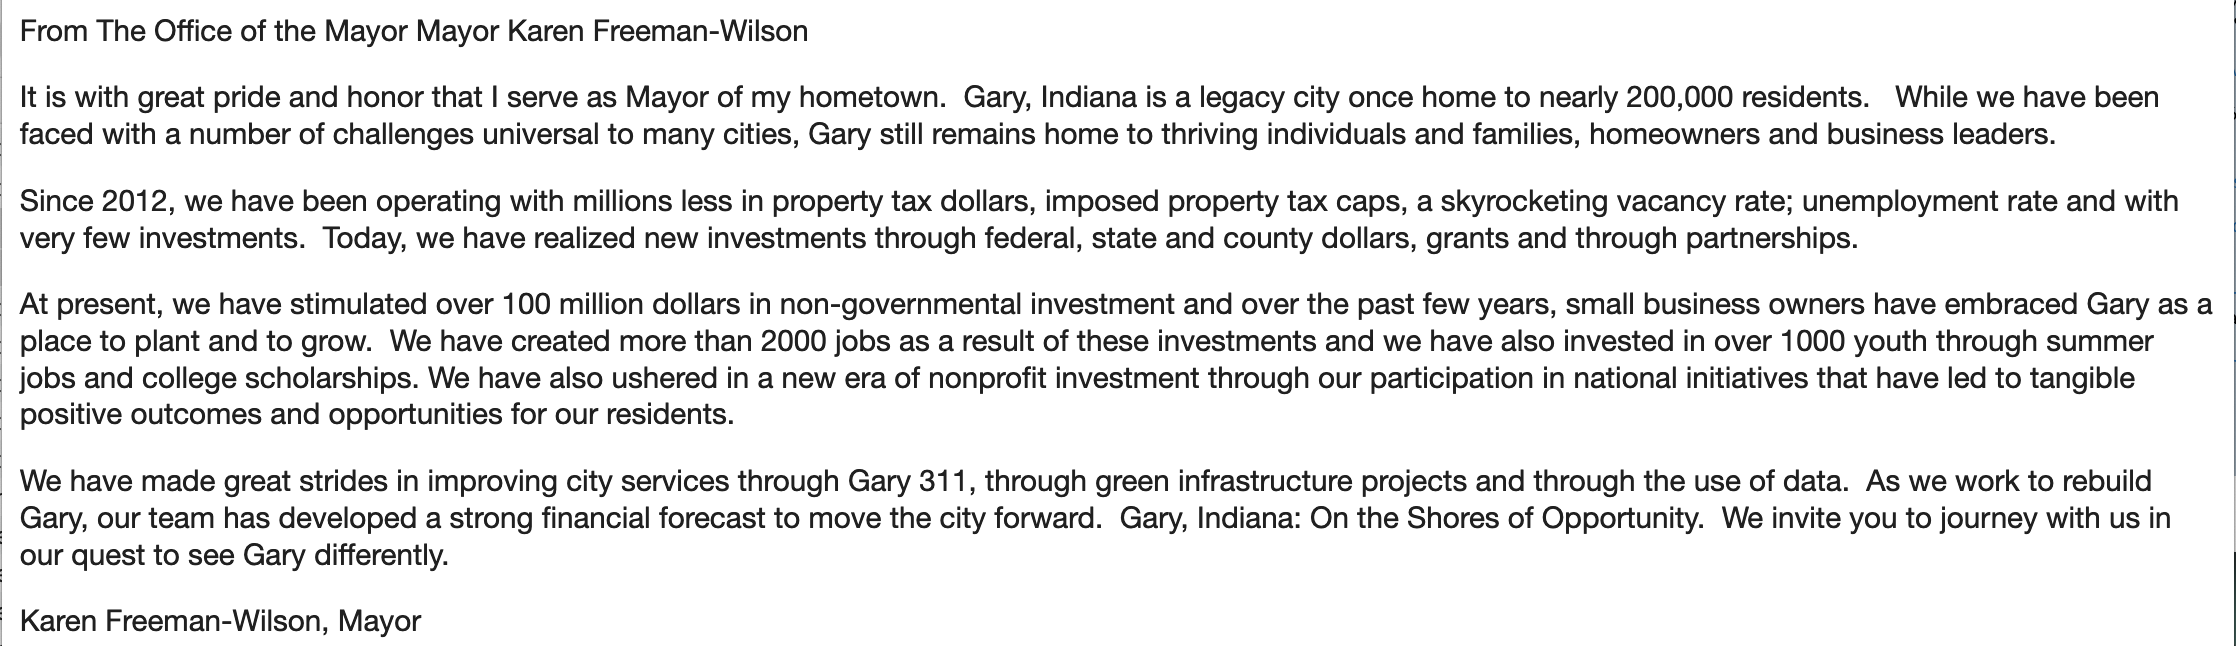 From The Office of the Mayor Mayor Karen Freeman-Wilson
It is with great pride and honor that I serve as Mayor of my hometown.  Gary, Indiana is a legacy city once home to nearly 200,000 residents.   While we have been
faced with a number of challenges universal to many cities, Gary still remains home to thriving individuals and families, homeowners and business leaders.
Since 2012, we have been operating with millions less in property tax dollars, imposed property tax caps, a skyrocketing vacancy rate; unemployment rate and with
very few investments.  Today, we have realized new investments through federal, state and county dollars, grants and through partnerships.
At present, we have stimulated over 100 million dollars in non-governmental investment and over the past few years, small business owners have embraced Gary as a
place to plant and to grow.  We have created more than 2000 jobs as a result of these investments and we have also invested in over 1000 youth through summer
jobs and college scholarships. We have also ushered in a new era of nonprofit investment through our participation in national initiatives that have led to tangible
positive outcomes and opportunities for our residents.
We have made great strides in improving city services through Gary 311, through green infrastructure projects and through the use of data.  As we work to rebuild
Gary, our team has developed a strong financial forecast to move the city forward.  Gary, Indiana: On the Shores of Opportunity.  We invite you to journey with us in
our quest to see Gary differently.
Karen Freeman-Wilson, Mayor